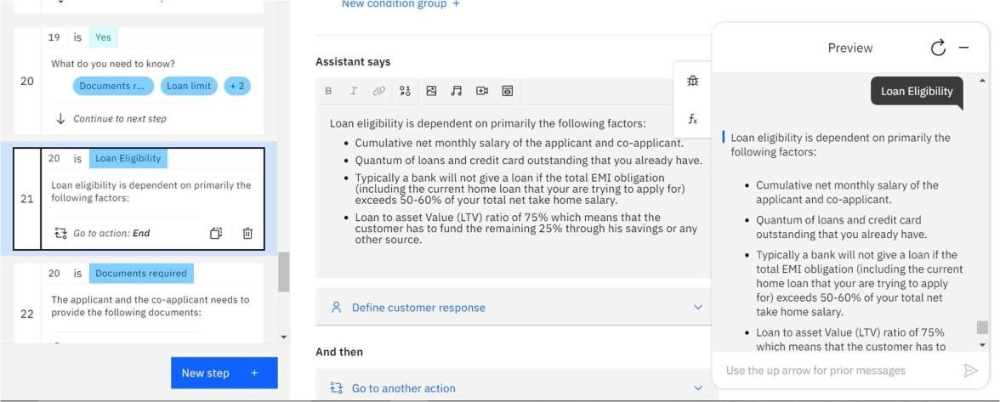 New condition group +
19 is Yes
What do you need to know?
20
Documents r... Loan limit + 2
Continue to next step
20 is Loan Eligibility
Loan eligibility is dependent on primarily the
following factors:
21
Go to action: End
20 is Documents required
The applicant and the co-applicant needs to
provide the following documents:
22
New step +
Assistant says
B I
Loan eligibility is dependent on primarily the following factors:
• Cumulative net monthly salary of the applicant and co-applicant.
• Quantum of loans and credit card outstanding that you already have.
• Typically a bank will not give a loan if the total EMI obligation
(including the current home loan that your are trying to apply for)
exceeds 50-60% of your total net take home salary.
• Loan to asset Value (LTV) ratio of 75% which means that the
customer has to fund the remaining 25% through his savings or any
other source.
fx
Define customer response
And then
Go to another action
Preview
Loan Eligibility
Loan eligibility is dependent on primarily the
following factors:
• Cumulative net monthly salary of the
applicant and co-applicant.
• Quantum of loans and credit card
outstanding that you already have.
• Typically a bank will not give a loan if the
total EMI obligation (including the current
home loan that your are trying to apply
for) exceeds 50-60% of your total net
take home salary.
• Loan to asset Value (LTV) ratio of 75%
which means that the customer has to
Use the up arrow for prior messages